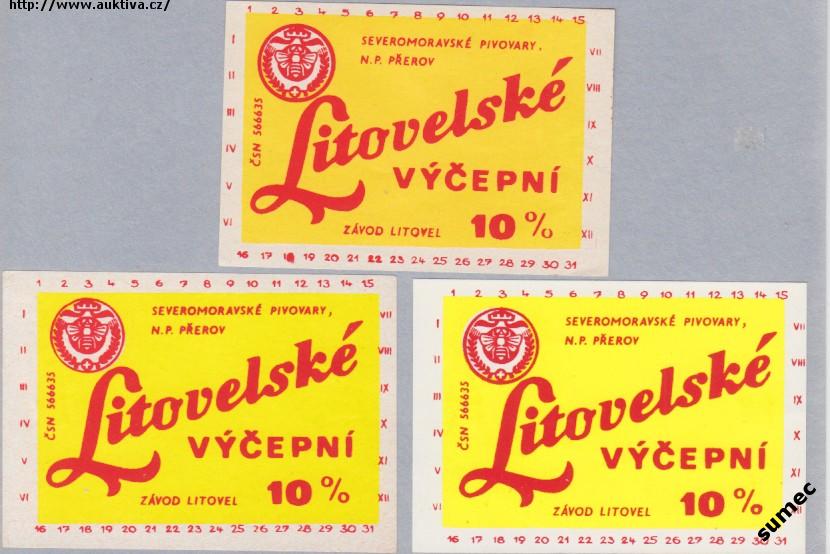 http://www.auktiva.cz/
1 2 3 4 5 6 7 8 9 10 11 12 13 14 15
I II III IV V VI
ČSN 566635
SEVEROMORAVSKÉ PIVOVARY,
N.P. PŘEROV
Litovelské
VÝČEPNÍ
ZÁVOD LITOVEL 10%
VII VIII IX X XI XII
16 17 18 19 20 21 22 23 24 25 26 27 28 29 30 31
1 2 3 4 5 6 7 8 9 10 11 12 13 14 15
I II III IV V VI
ČSN 566635
SEVEROMORAVSKÉ PIVOVARY,
N.P. PŘEROV
Litovelské
VÝČEPNÍ
ZÁVOD LITOVEL 10%
VII VIII IX X XI XII
16 17 18 19 20 21 22 23 24 25 26 27 28 29 30 31
1 2 3 4 5 6 7 8 9 10 11 12 13 14 15
I II III IV V VI
ČSN 566635
SEVEROMORAVSKÉ PIVOVARY,
N.P. PŘEROV
Litovelské
VÝČEPNÍ
ZÁVOD LITOVEL 10%
VII VIII IX X XI
16 17 18 19 20 21 22 23 24 25 26 27 28 29 30 31
sumec